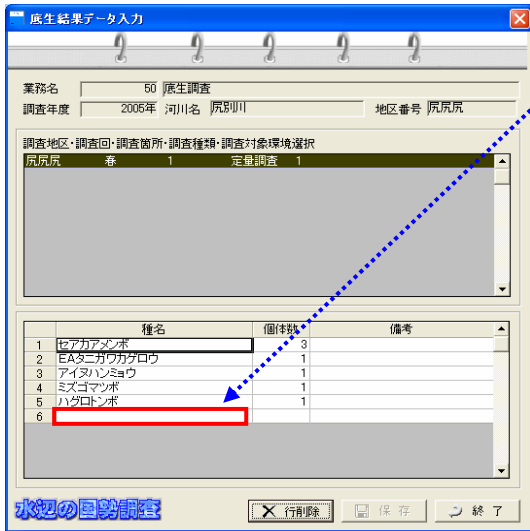 底生結果データ入力
業務名 50 底生調査
調査年度 2005年 河川名 尻別川 地区番号 尻尻尻
調査地区・調査回・調査箇所・調査種類・調査対象環境選択
尻尻尻 春 1 定量調査 1
種名 個体数 備考
1 セアカアメンボ 3
2 EAタニガワカゲロウ 1
3 アイヌハンミョウ 1
4 ミズゴマツボ 1
5 ハグロトンボ 1
6
水辺の国勢調査 行削除 保存 終了